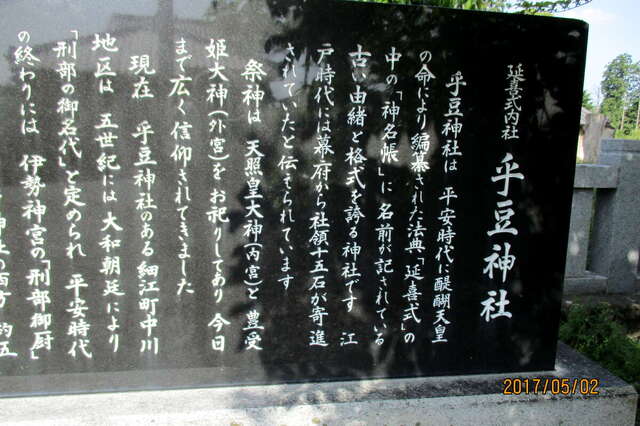 延喜式内社
乎豆神社
乎豆神社は 平安時代に醍醐天皇
の命により編纂された法典「延喜式」の
中の「神名帳」に名前が記されている
古い由緒と格式を誇る神社です 江
戸時代には幕府から社領十五石が寄進
されていたと伝えられています
祭神は 天照皇大神(内宮)と 豊受
姫大神(外宮)をお祀りしてあり 今日
まで広く信仰されてきました
現在 乎豆神社のある細江町中川
地区は 五世紀には大和朝廷により
「刑部の御名代」と定められ 平安時代
の終わりには 伊勢神宮の「刑部御厨」
神社の西方 約五
2017/05/02